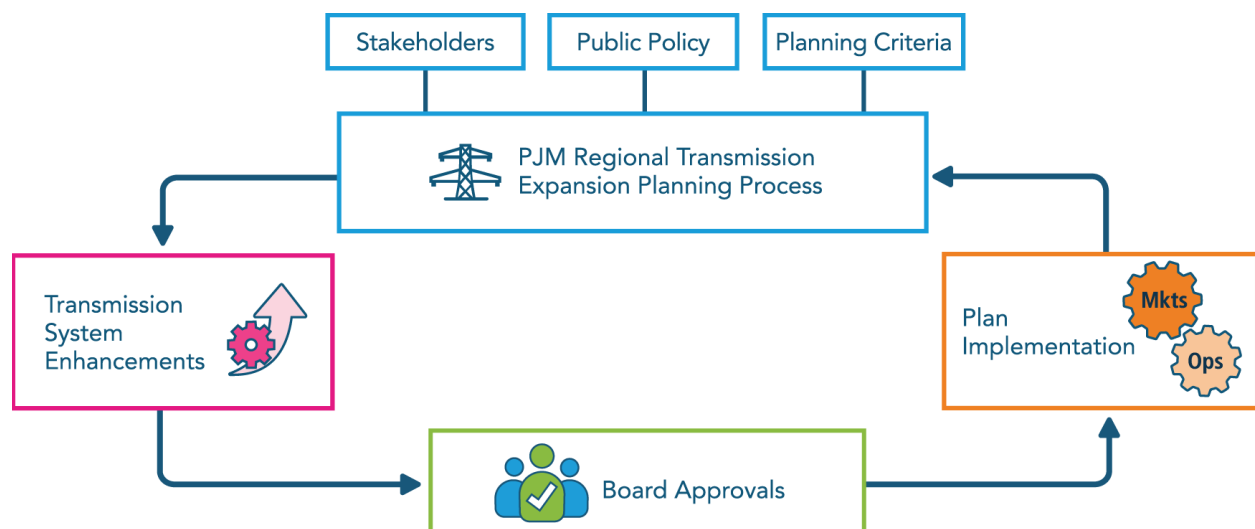 Stakeholders
Public Policy
Planning Criteria
PJM Regional Transmission
Expansion Planning Process
Transmission
System
Enhancements
Plan
Implementation
Mkts
Ops
Board Approvals